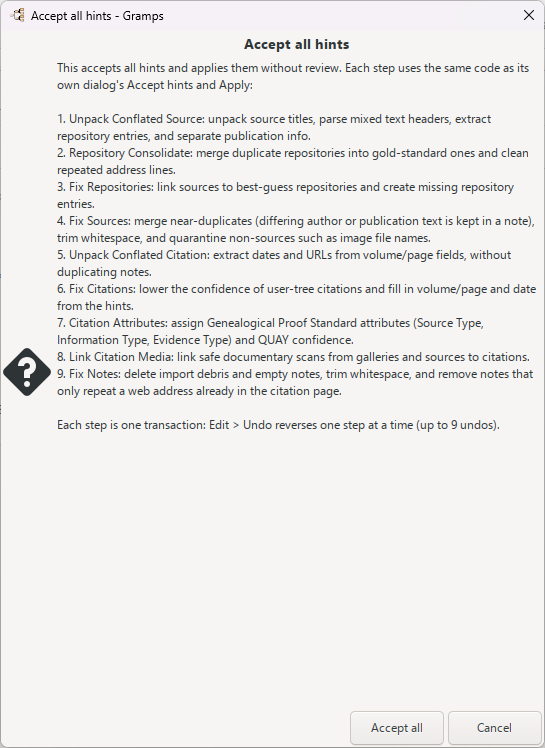 Accept all hints - Gramps
Accept all hints
This accepts all hints and applies them without review. Each step uses the same code as its
own dialog's Accept hints and Apply:
1. Unpack Conflated Source: unpack source titles, parse mixed text headers, extract
repository entries, and separate publication info.
2. Repository Consolidate: merge duplicate repositories into gold-standard ones and clean
repeated address lines.
3. Fix Repositories: link sources to best-guess repositories and create missing repository
entries.
4. Fix Sources: merge near-duplicates (differing author or publication text is kept in a note),
trim whitespace, and quarantine non-sources such as image file names.
5. Unpack Conflated Citation: extract dates and URLs from volume/page fields, without
duplicating notes.
6. Fix Citations: lower the confidence of user-tree citations and fill in volume/page and date
from the hints.
7. Citation Attributes: assign Genealogical Proof Standard attributes (Source Type,
Information Type, Evidence Type) and QUAY confidence.
8. Link Citation Media: link safe documentary scans from galleries and sources to citations.
9. Fix Notes: delete import debris and empty notes, trim whitespace, and remove notes that
only repeat a web address already in the citation page.
Each step is one transaction: Edit > Undo reverses one step at a time (up to 9 undos).
Accept all
Cancel